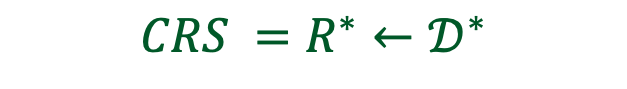 CRS = R* ← 𝒟*